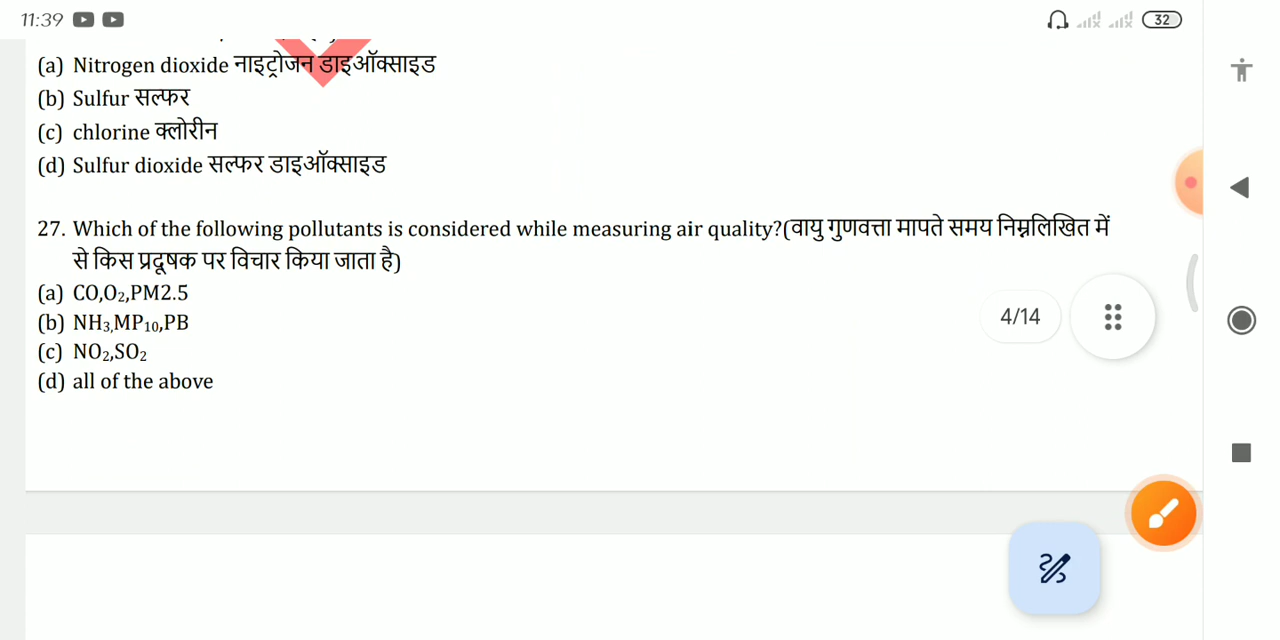 11:39
32
(a) Nitrogen dioxide नाइट्रोजन डाइऑक्साइड
(b) Sulfur सल्फर
(c) chlorine क्लोरीन
(d) Sulfur dioxide सल्फर डाइऑक्साइड
27. Which of the following pollutants is considered while measuring air quality?(वायु गुणवत्ता मापते समय निम्नलिखित में
से किस प्रदूषक पर विचार किया जाता है)
(a) CO,O₂,PM2.5
(b) NH₃,MP₁₀,PB
(c) NO₂,SO₂
(d) all of the above
4/14